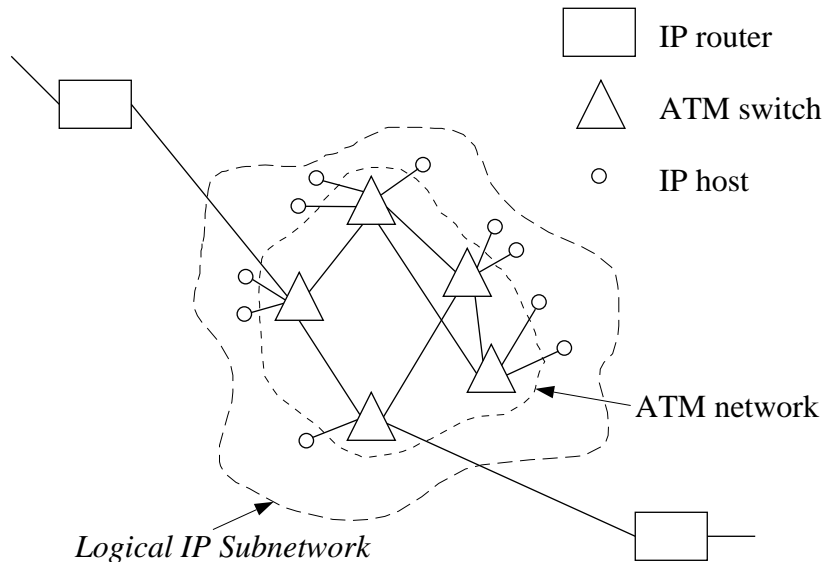 IP router
ATM switch
IP host
ATM network
Logical IP Subnetwork